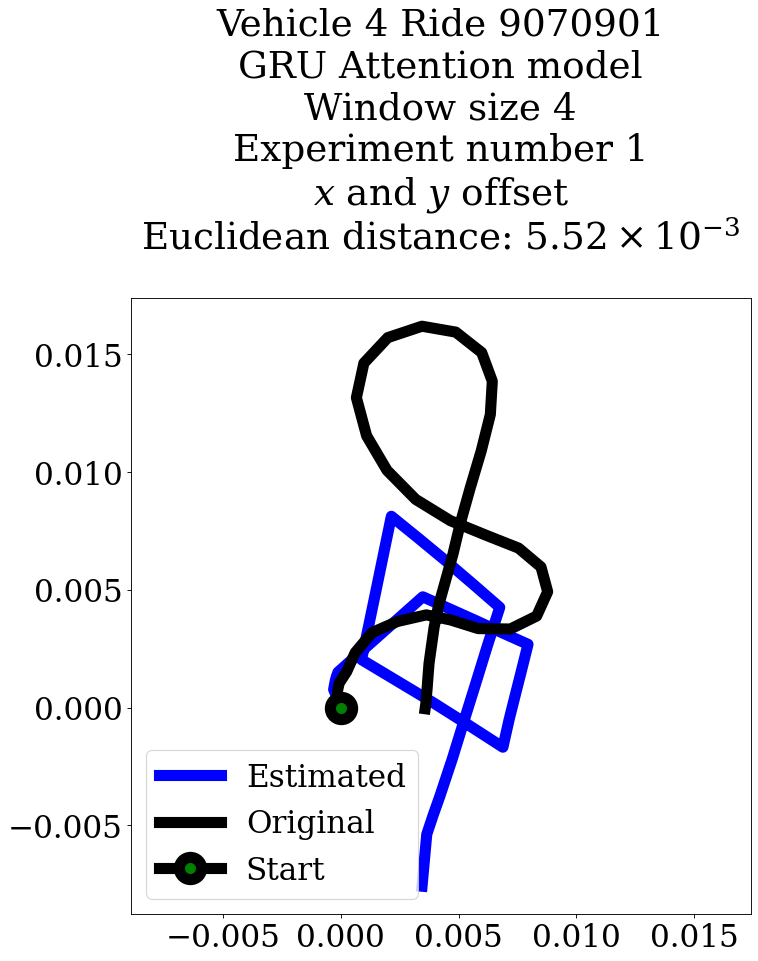 Vehicle 4 Ride 9070901
GRU Attention model
Window size 4
Experiment number 1
x and y offset
Euclidean distance: 5.52 × 10⁻³
0.015
0.010
0.005
0.000
−0.005
Estimated
Original
Start
−0.005 0.000 0.005 0.010 0.015